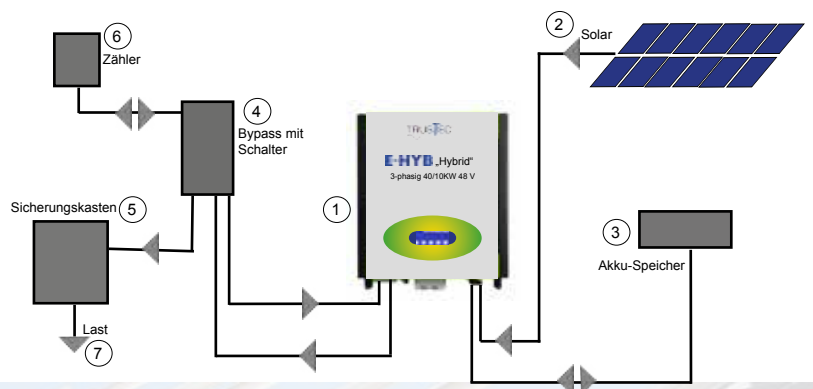 6
Zähler
2
Solar
4
Bypass mit
Schalter
TRUSTEC
E-HYB „Hybrid"
3-phasig 40/10KW 48 V
1
Sicherungskasten
5
3
Akku-Speicher
Last
7